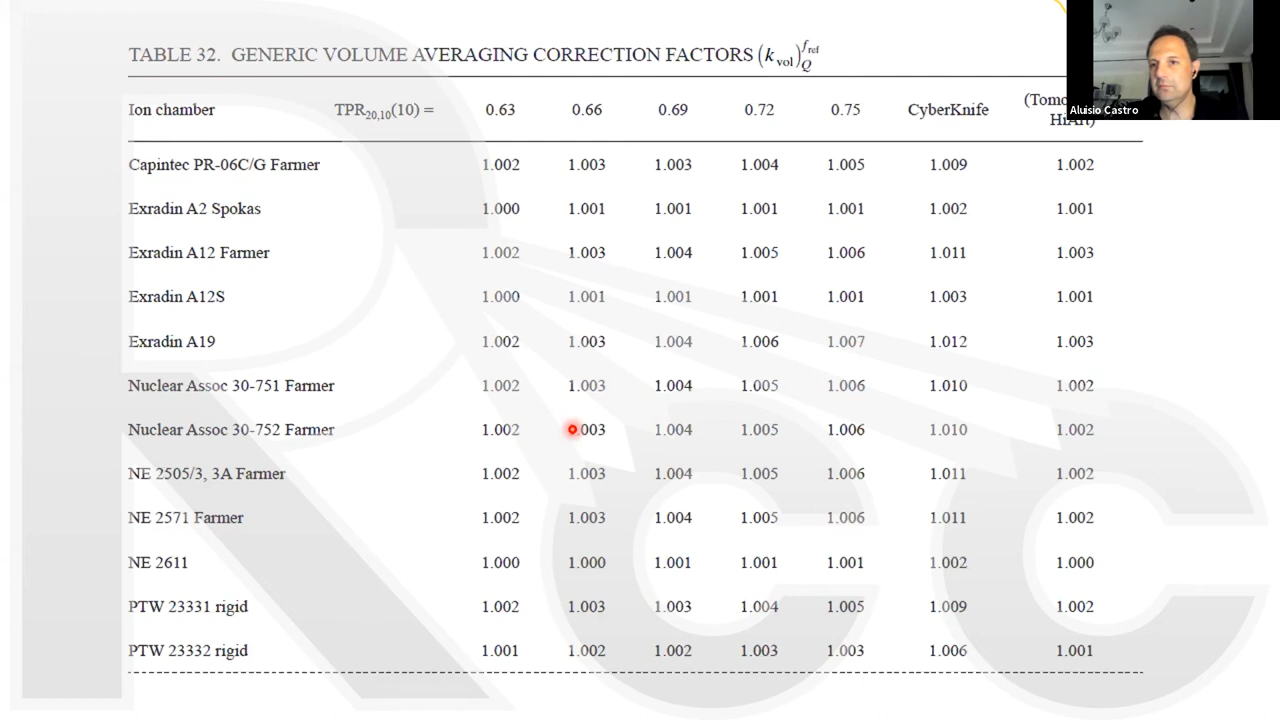 TABLE 32. GENERIC VOLUME AVERAGING CORRECTION FACTORS (k vol) Q f ref
Aluisio Castro
Ion chamber TPR20,10(10) = 0.63 0.66 0.69 0.72 0.75 CyberKnife
Capintec PR-06C/G Farmer 1.002 1.003 1.003 1.004 1.005 1.009 1.002
Exradin A2 Spokas 1.000 1.001 1.001 1.001 1.001 1.002 1.001
Exradin A12 Farmer 1.002 1.003 1.004 1.005 1.006 1.011 1.003
Exradin A12S 1.000 1.001 1.001 1.001 1.001 1.003 1.001
Exradin A19 1.002 1.003 1.004 1.006 1.007 1.012 1.003
Nuclear Assoc 30-751 Farmer 1.002 1.003 1.004 1.005 1.006 1.010 1.002
Nuclear Assoc 30-752 Farmer 1.002 003 1.004 1.005 1.006 1.010 1.002
NE 2505/3, 3A Farmer 1.002 1.003 1.004 1.005 1.006 1.011 1.002
NE 2571 Farmer 1.002 1.003 1.004 1.005 1.006 1.011 1.002
NE 2611 1.000 1.000 1.001 1.001 1.001 1.002 1.000
PTW 23331 rigid 1.002 1.003 1.003 1.004 1.005 1.009 1.002
PTW 23332 rigid 1.001 1.002 1.002 1.003 1.003 1.006 1.001